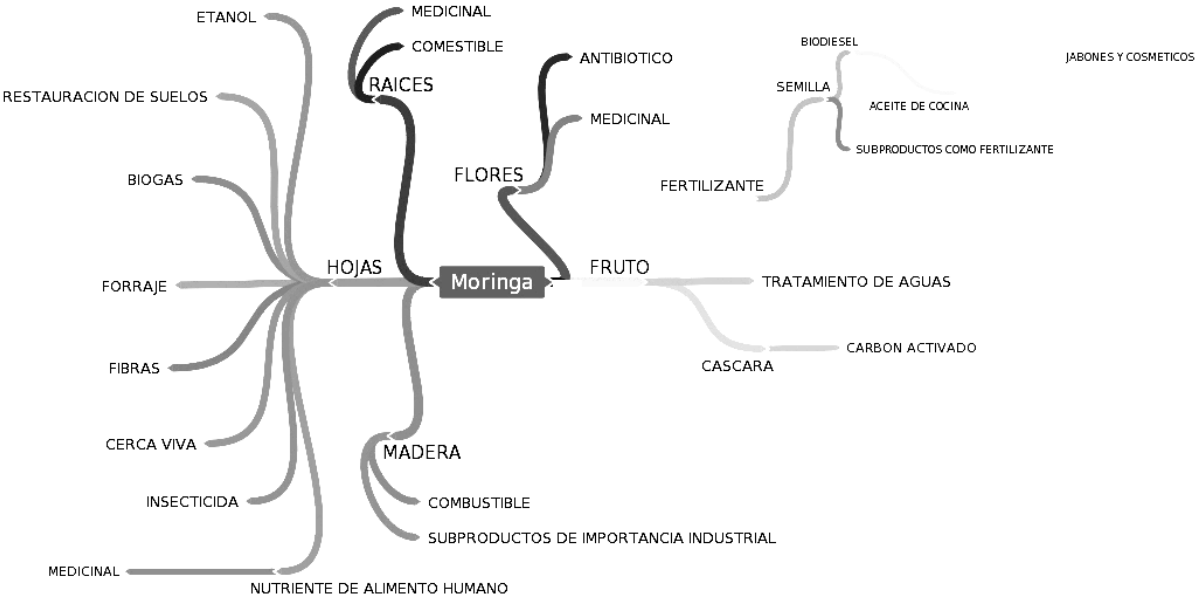 ETANOL
RESTAURACION DE SUELOS
BIOGAS
FORRAJE
FIBRAS
CERCA VIVA
INSECTICIDA
MEDICINAL
NUTRIENTE DE ALIMENTO HUMANO
HOJAS
MEDICINAL
COMESTIBLE
RAICES
Moringa
MADERA
COMBUSTIBLE
SUBPRODUCTOS DE IMPORTANCIA INDUSTRIAL
ANTIBIOTICO
MEDICINAL
FLORES
FRUTO
BIODIESEL
JABONES Y COSMETICOS
SEMILLA
ACEITE DE COCINA
SUBPRODUCTOS COMO FERTILIZANTE
FERTILIZANTE
TRATAMIENTO DE AGUAS
CASCARA
CARBON ACTIVADO